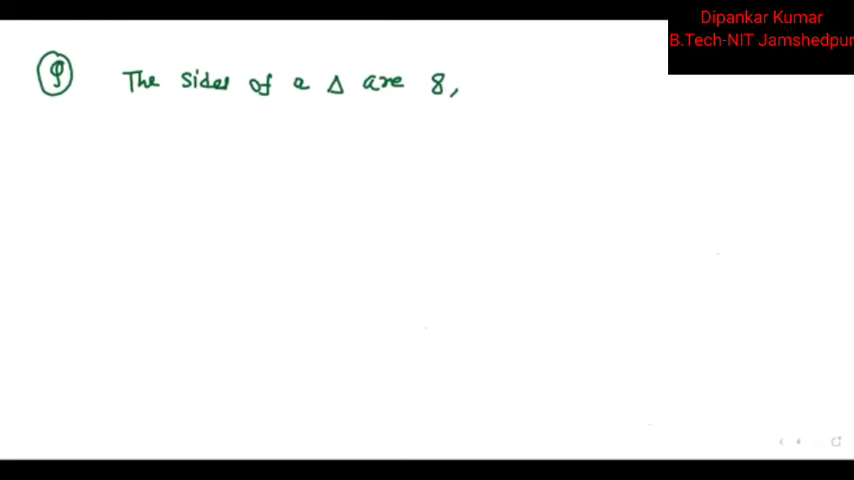 Dipankar Kumar
B.Tech-NIT Jamshedpur
Q The sides of a Δ are 8,